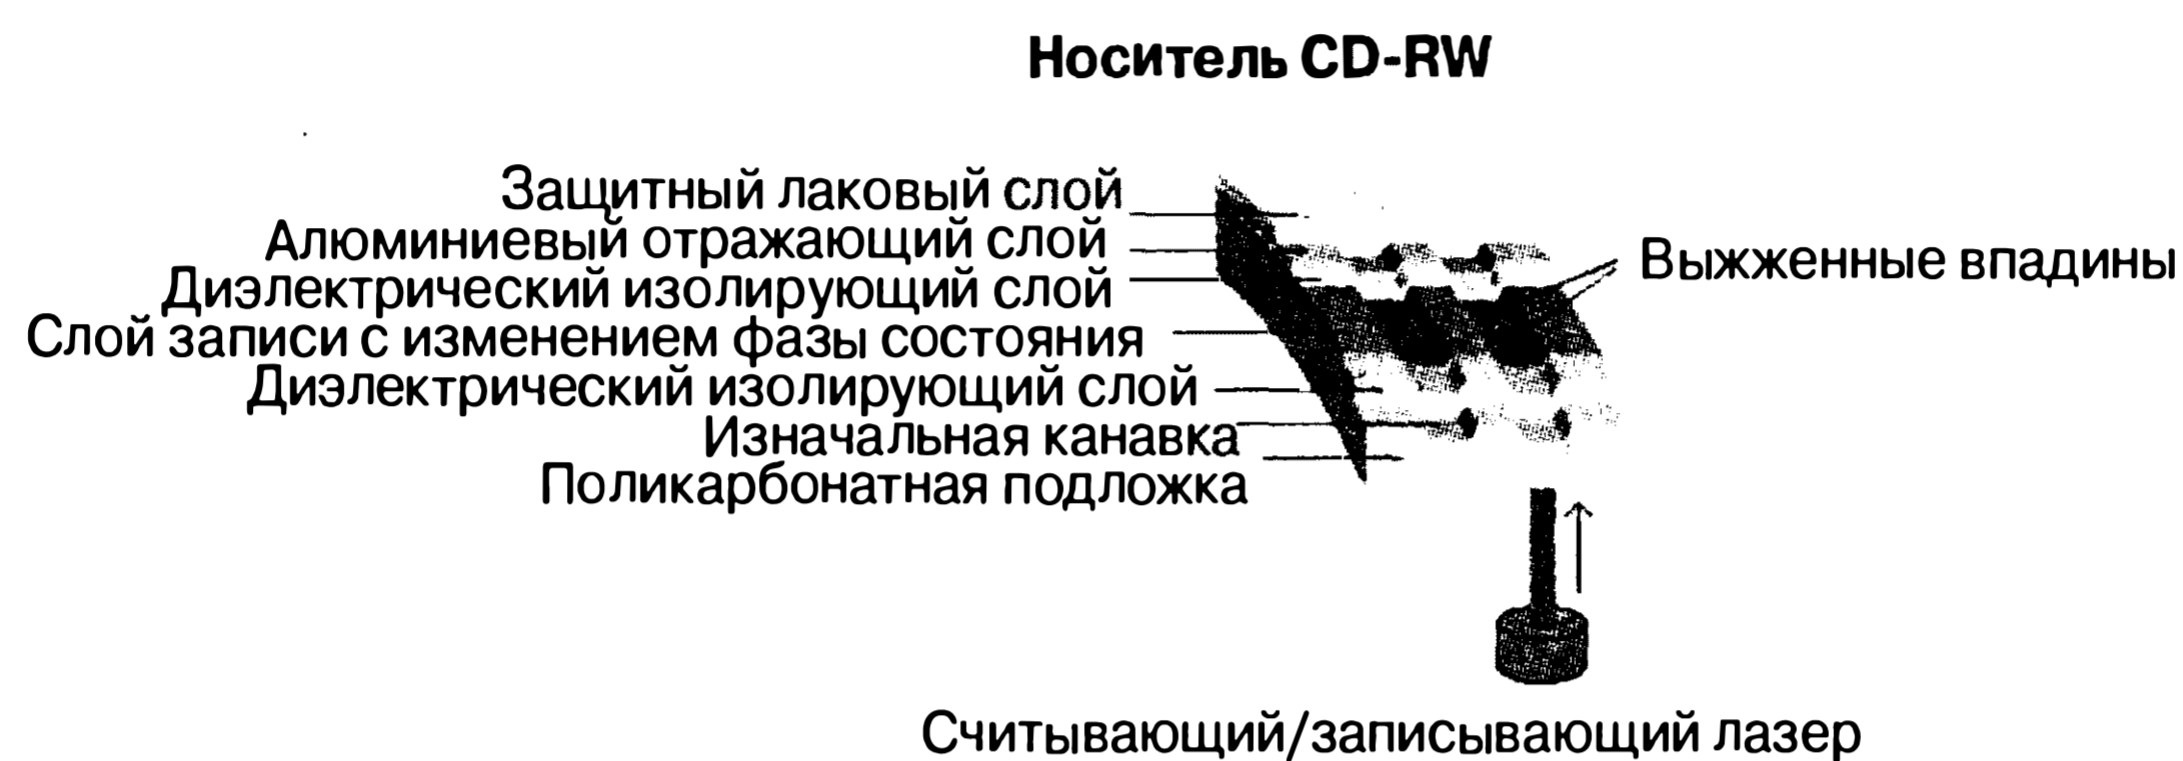 Носитель CD-RW
Защитный лаковый слой
Алюминиевый отражающий слой
Диэлектрический изолирующий слой
Слой записи с изменением фазы состояния
Диэлектрический изолирующий слой
Изначальная канавка
Поликарбонатная подложка
Выжженные впадины
Считывающий/записывающий лазер